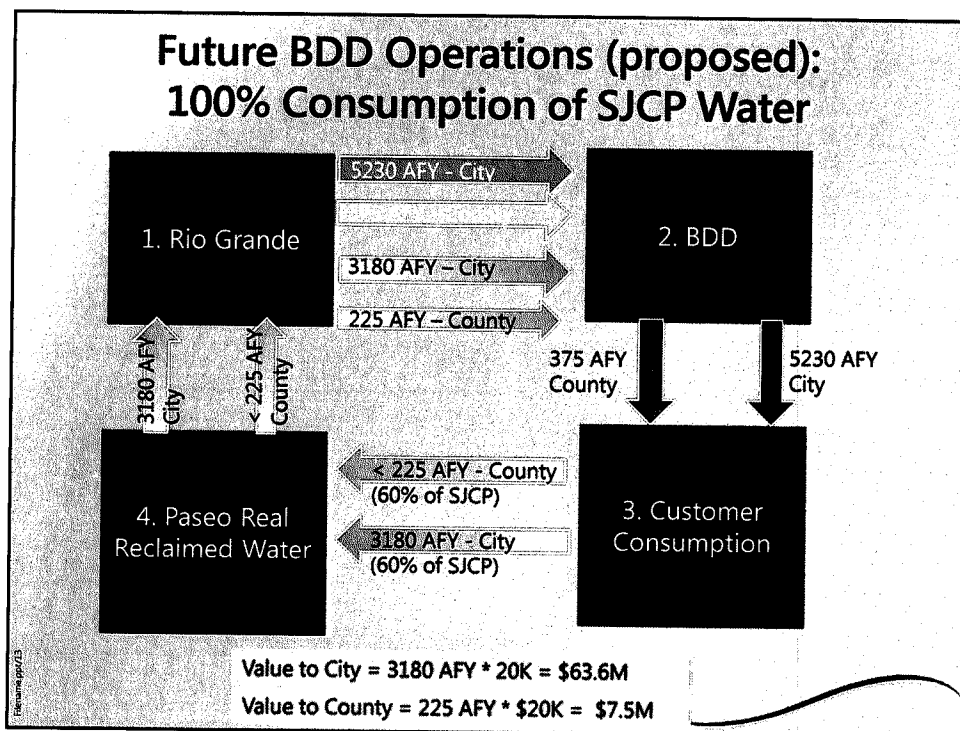 Future BDD Operations (proposed):
100% Consumption of SJCP Water
1. Rio Grande
5230 AFY - City
3180 AFY – City
225 AFY – County
2. BDD
3180 AFY
City
< 225 AFY
County
375 AFY
County
5230 AFY
City
4. Paseo Real
Reclaimed Water
< 225 AFY - County
(60% of SJCP)
3180 AFY - City
(60% of SJCP)
3. Customer
Consumption
Value to City = 3180 AFY * 20K = $63.6M
Value to County = 225 AFY * $20K = $7.5M
Filename.ppt/13